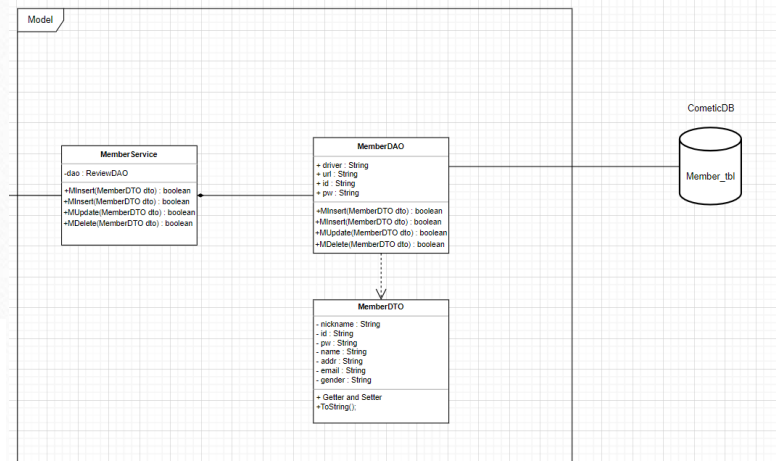 Model
CometicDB
Member_tbl
MemberService
-dao : ReviewDAO
+MInsert(MemberDTO dto) : boolean
+MInsert(MemberDTO dto) : boolean
+MUpdate(MemberDTO dto) : boolean
+MDelete(MemberDTO dto) : boolean
MemberDAO
+ driver : String
+ url : String
+ id : String
+ pw : String
+MInsert(MemberDTO dto) : boolean
+MInsert(MemberDTO dto) : boolean
+MUpdate(MemberDTO dto) : boolean
+MDelete(MemberDTO dto) : boolean
MemberDTO
- nickname : String
- id : String
- pw : String
- name : String
- addr : String
- email : String
- gender : String
+ Getter and Setter
+ToString();